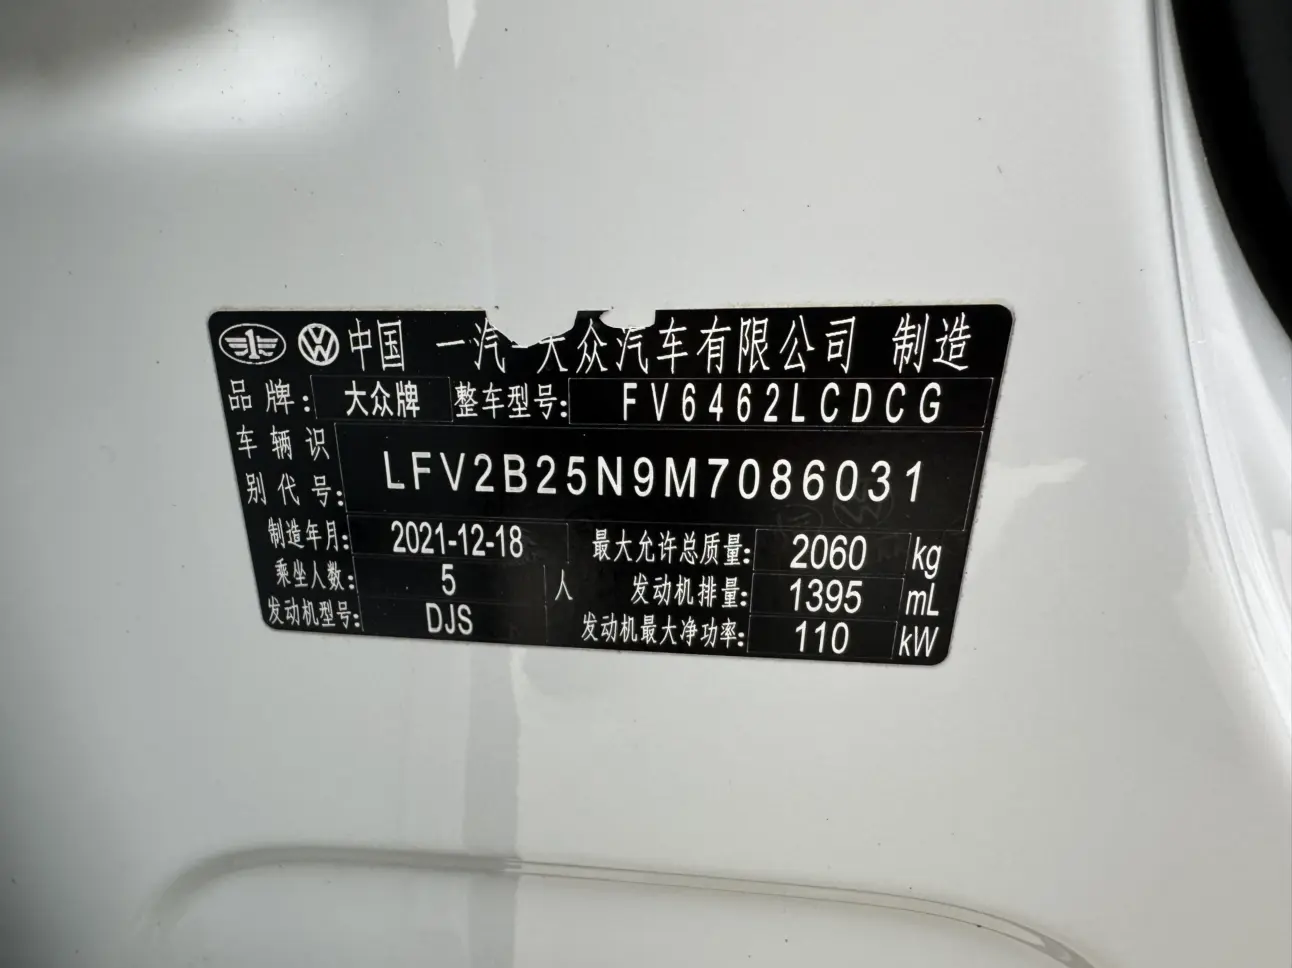 中国 一汽-大众汽车有限公司 制造
品牌: 大众牌 整车型号: FV6462LCDCG
车辆识别代号: LFV2B25N9M7086031
制造年月: 2021-12-18 最大允许总质量: 2060 kg
乘坐人数: 5 人 发动机排量: 1395 mL
发动机型号: DJS 发动机最大净功率: 110 kW